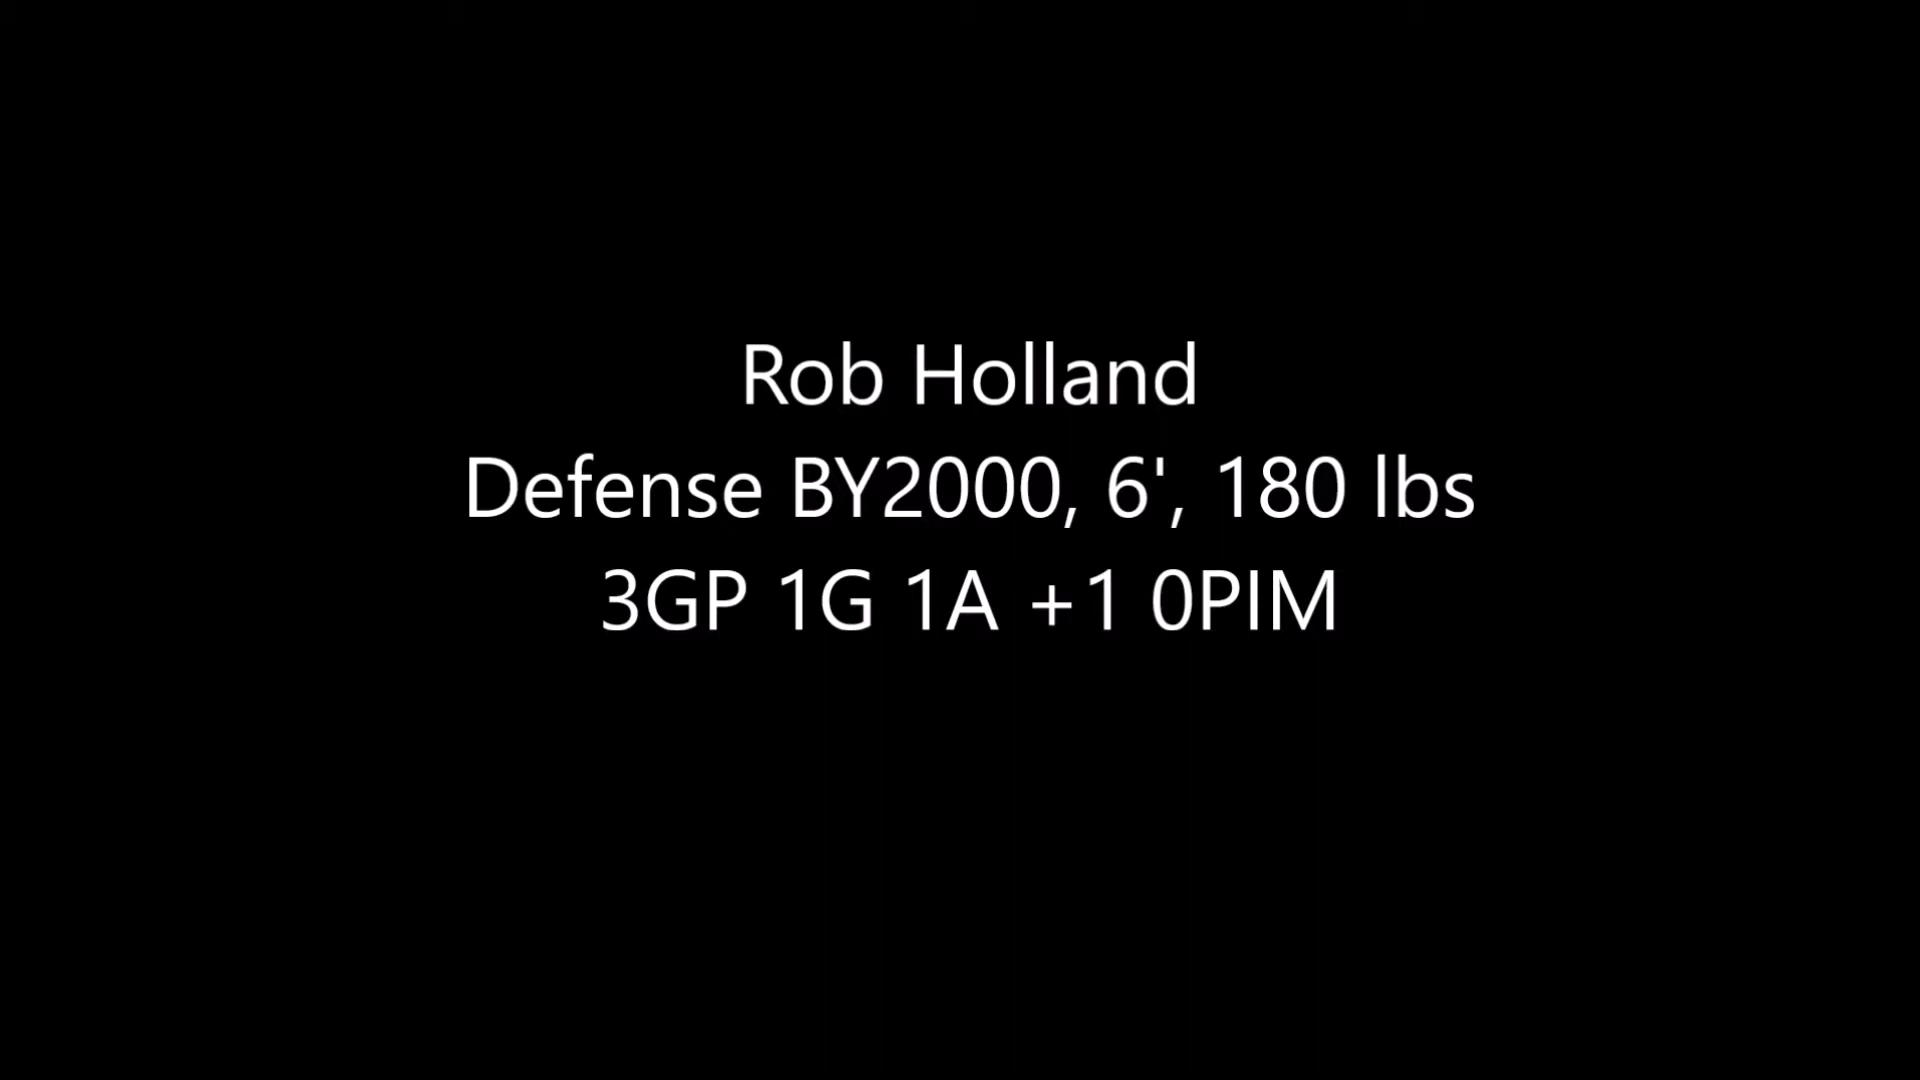 Rob Holland
Defense BY2000, 6', 180 lbs
3GP 1G 1A +1 0PIM